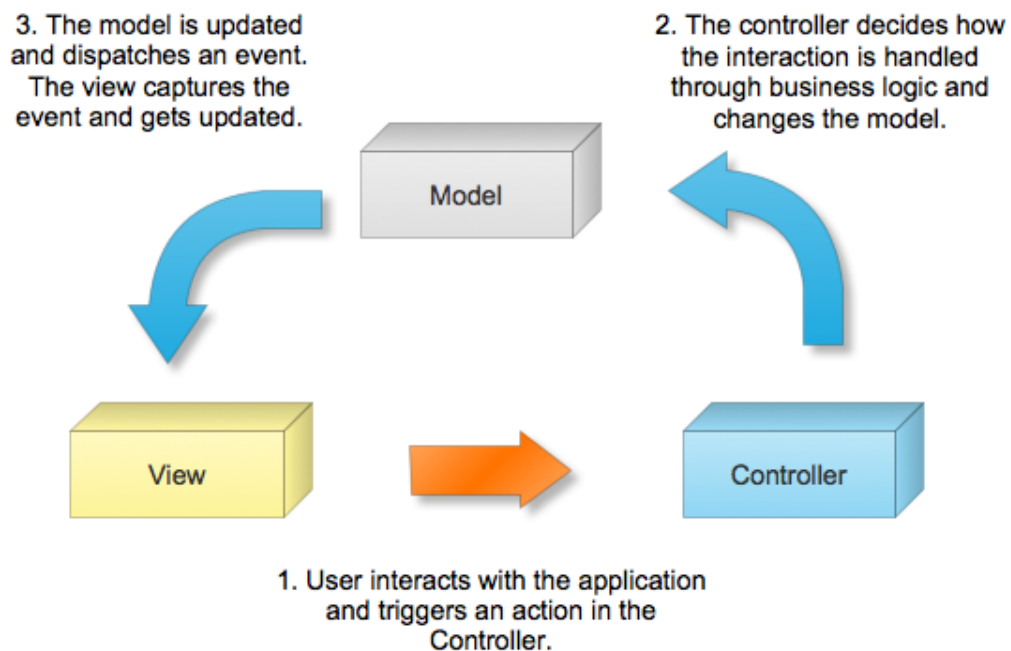 3. The model is updated
and dispatches an event.
The view captures the
event and gets updated.
2. The controller decides how
the interaction is handled
through business logic and
changes the model.
Model
View
Controller
1. User interacts with the application
and triggers an action in the
Controller.